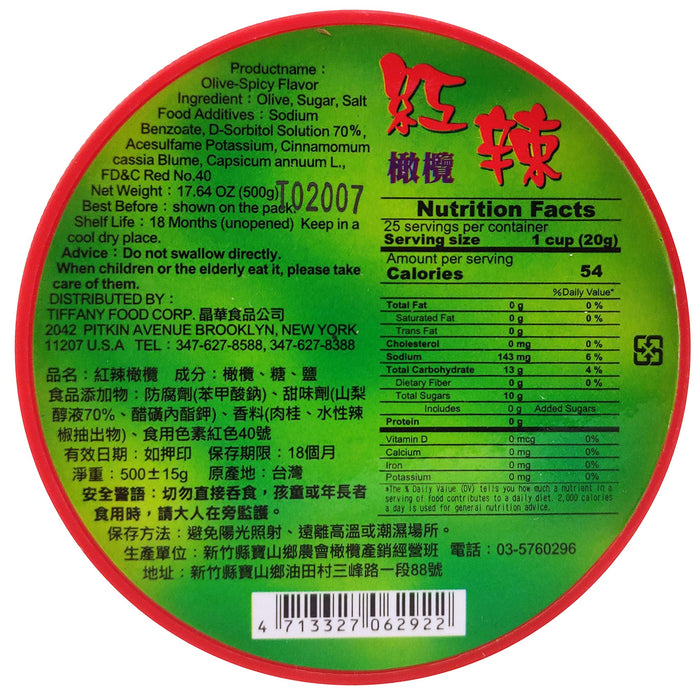 Productname：
Olive-Spicy Flavor
Ingredient：Olive, Sugar, Salt
Food Additives：Sodium
Benzoate, D-Sorbitol Solution 70%,
Acesulfame Potassium, Cinnamomum
cassia Blume, Capsicum annuum L.,
FD&C Red No.40
Net Weight：17.64 OZ (500g)
T02007
Best Before：shown on the pack.
Shelf Life：18 Months (unopened) Keep in a
cool dry place.
Advice：Do not swallow directly.
When children or the elderly eat it, please take
care of them.
DISTRIBUTED BY：
TIFFANY FOOD CORP. 晶華食品公司
2042 PITKIN AVENUE BROOKLYN, NEW YORK
11207 U.S.A TEL：347-627-8588, 347-627-8388
紅辣
橄欖
Nutrition Facts
25 servings per container
Serving size 1 cup (20g)
Amount per serving
Calories 54
%Daily Value*
Total Fat 0 g 0 %
Saturated Fat 0 g 0 %
Trans Fat 0 g
Cholesterol 0 mg 0 %
Sodium 143 mg 6 %
Total Carbohydrate 13 g 4 %
Dietary Fiber 0 g 0 %
Total Sugars 10 g
Includes 0 g Added Sugars
Protein 0 g
Vitamin D 0 mcg 0%
Calcium 0 mg 0%
Iron 0 mg 0%
Potassium 0 mg 0%
*The % Daily Value (DV) tells you how much a nutrient in a
serving of food contributes to a daily diet. 2,000 calories
a day is used for general nutrition advice.
品名：紅辣橄欖 成分：橄欖、糖、鹽
食品添加物：防腐劑(苯甲酸鈉)、甜味劑(山梨
醇液70%、醋磺內酯鉀)、香料(肉桂、水性辣
椒抽出物)、食用色素紅色40號
有效日期：如押印 保存期限：18個月
淨重：500±15g 原產地：台灣
安全警語：切勿直接吞食，孩童或年長者
食用時，請大人在旁監護。
保存方法：避免陽光照射、遠離高溫或潮濕場所。
生產單位：新竹縣寶山鄉農會橄欖產銷經營班 電話：03-5760296
地址：新竹縣寶山鄉油田村三峰路一段88號
4 713327 062922